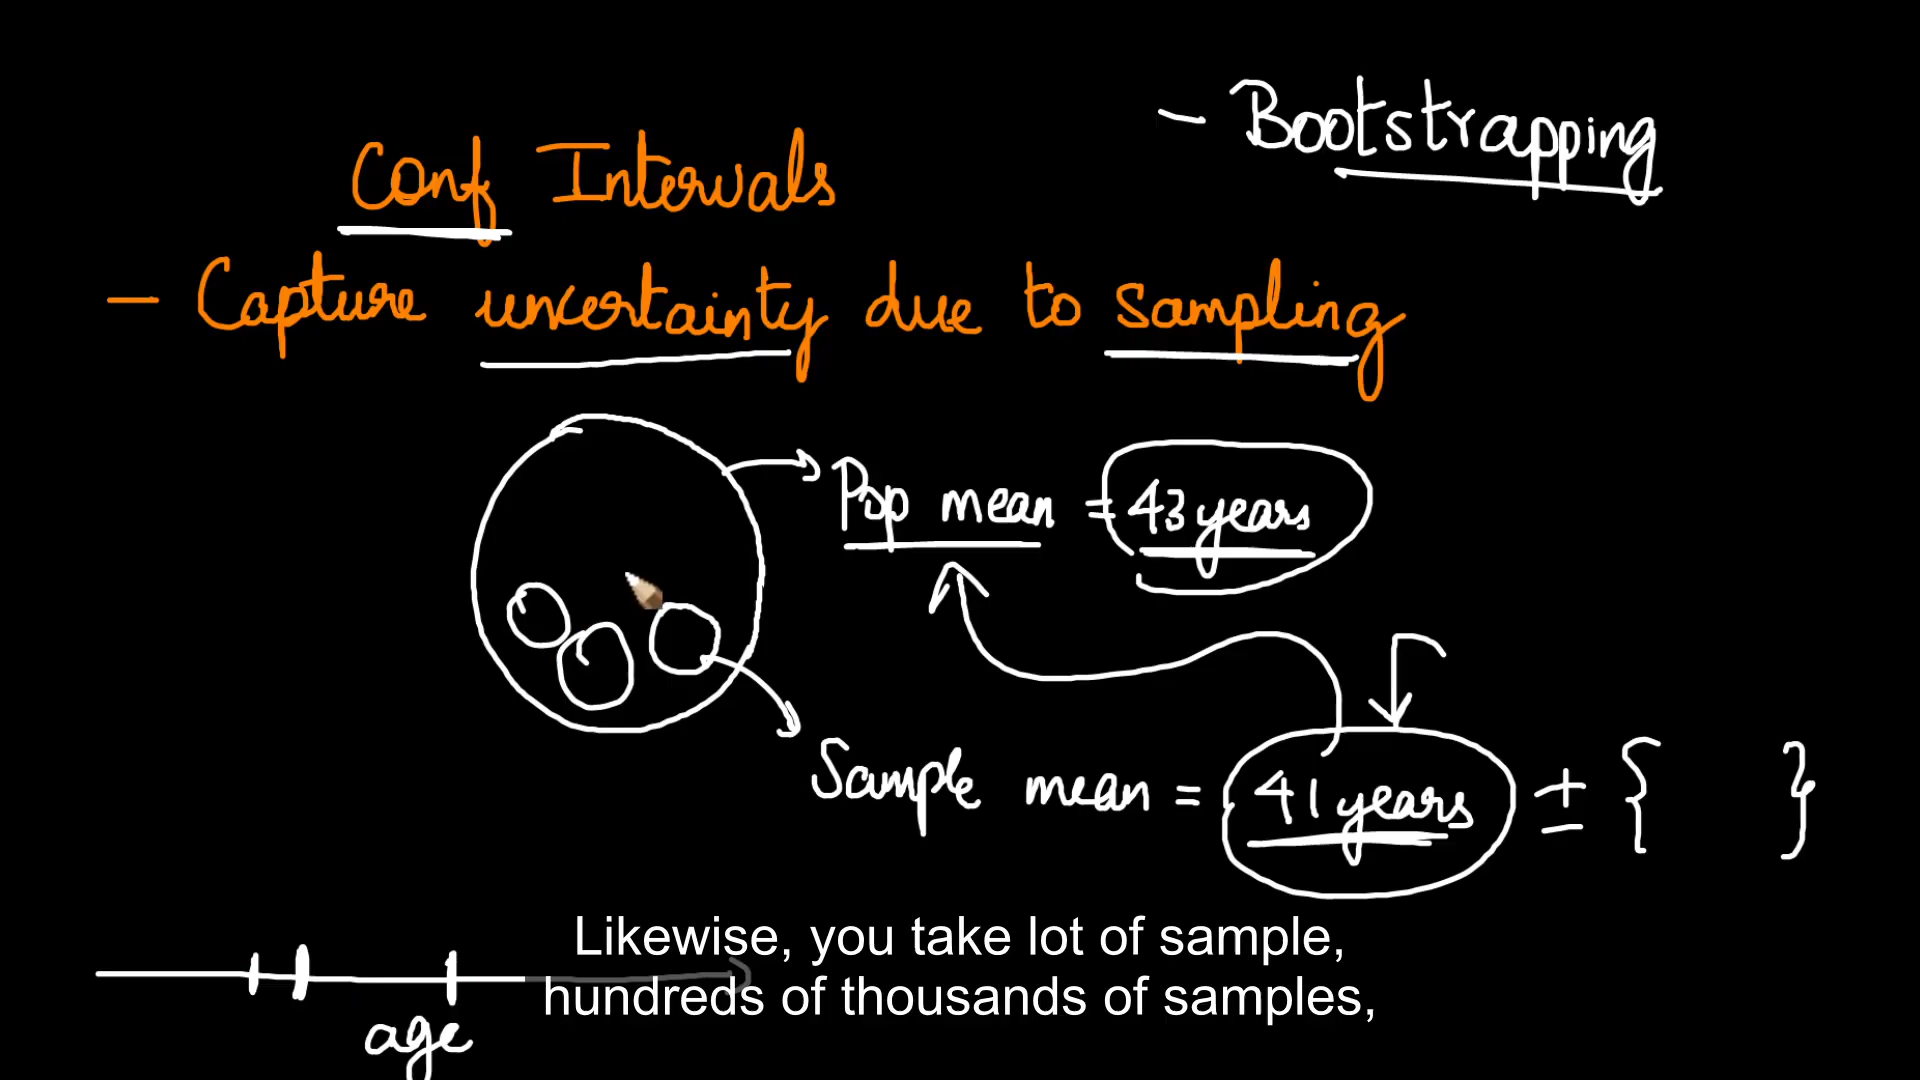 - Bootstrapping
Conf Intervals
- Capture uncertainty due to sampling
Pop mean = 43 years
Sample mean = 41 years ± { }
Likewise, you take lot of sample,
hundreds of thousands of samples,
age